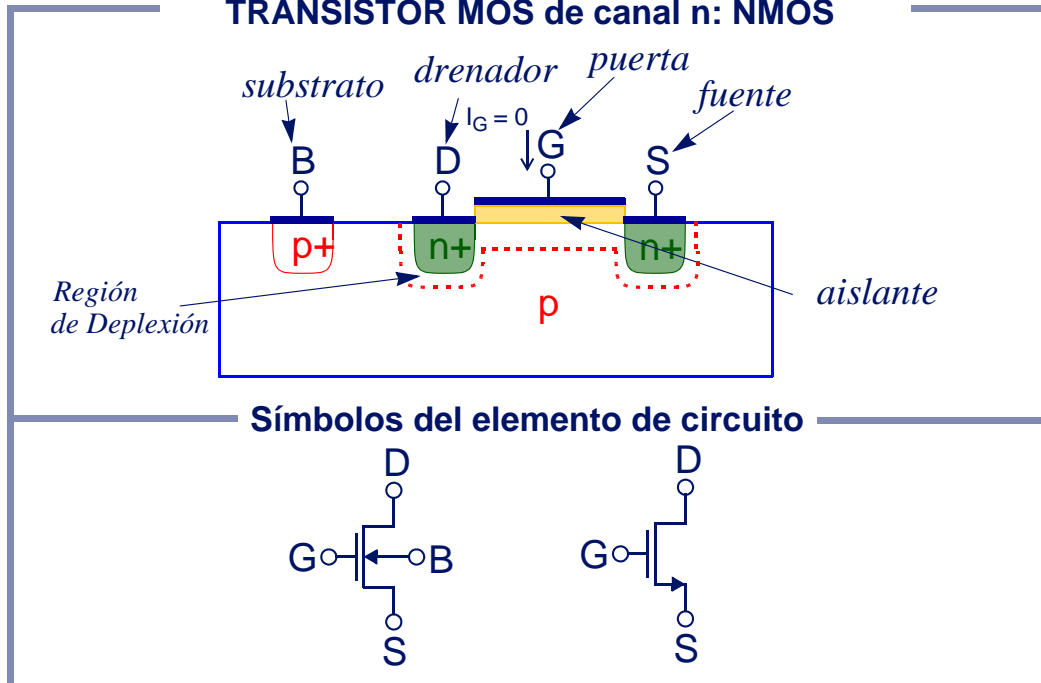 TRANSISTOR MOS de canal n: NMOS
substrato
drenador
puerta
fuente
I_G = 0
B
D
G
S
p+
n+
n+
Región
de Deplexión
p
aislante
Símbolos del elemento de circuito
D
D
G
B
G
S
S